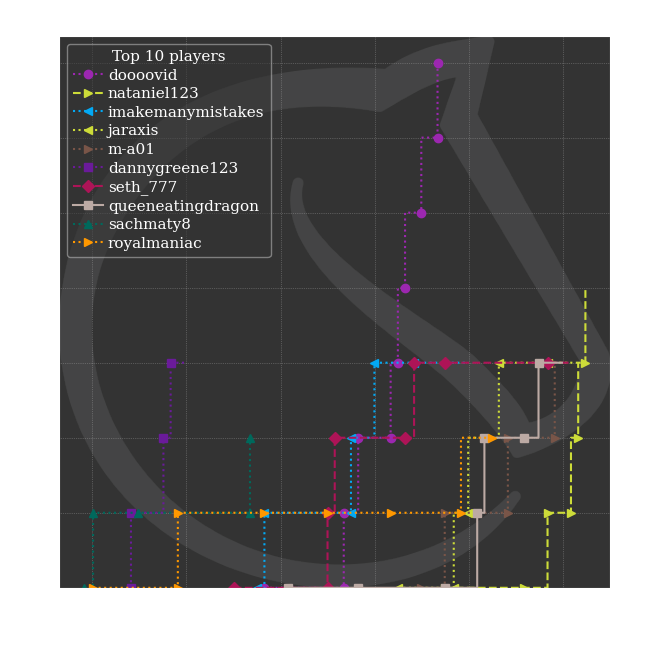 Top 10 players
doooovid
nataniel123
imakemanymistakes
jaraxis
m-a01
dannygreene123
seth_777
queeneatingdragon
sachmaty8
royalmaniac